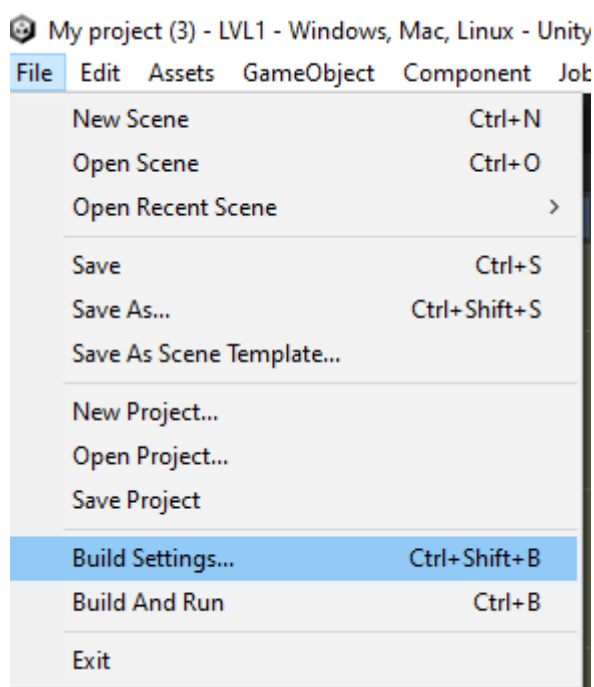 My project (3) - LVL1 - Windows, Mac, Linux - Unity
File Edit Assets GameObject Component Job
New Scene Ctrl+N
Open Scene Ctrl+O
Open Recent Scene >
Save Ctrl+S
Save As... Ctrl+Shift+S
Save As Scene Template...
New Project...
Open Project...
Save Project
Build Settings... Ctrl+Shift+B
Build And Run Ctrl+B
Exit